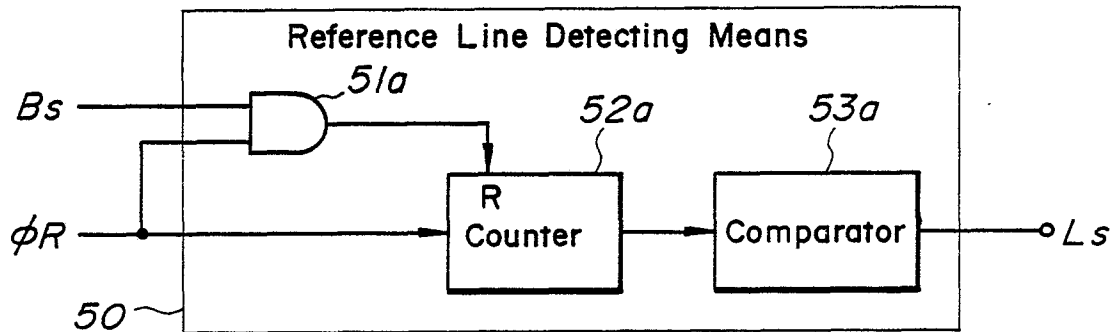 Reference Line Detecting Means
51a
Bs
52a
53a
R
ϕR
Counter
Comparator
Ls
50